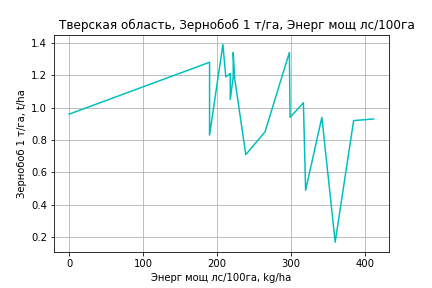 Тверская область, Зернобоб 1 т/га, Энерг мощ лс/100га
1.4
1.2
1.0
0.8
0.6
0.4
0.2
Зернобоб 1 т/га, t/ha
0 100 200 300 400
Энерг мощ лс/100га, kg/ha